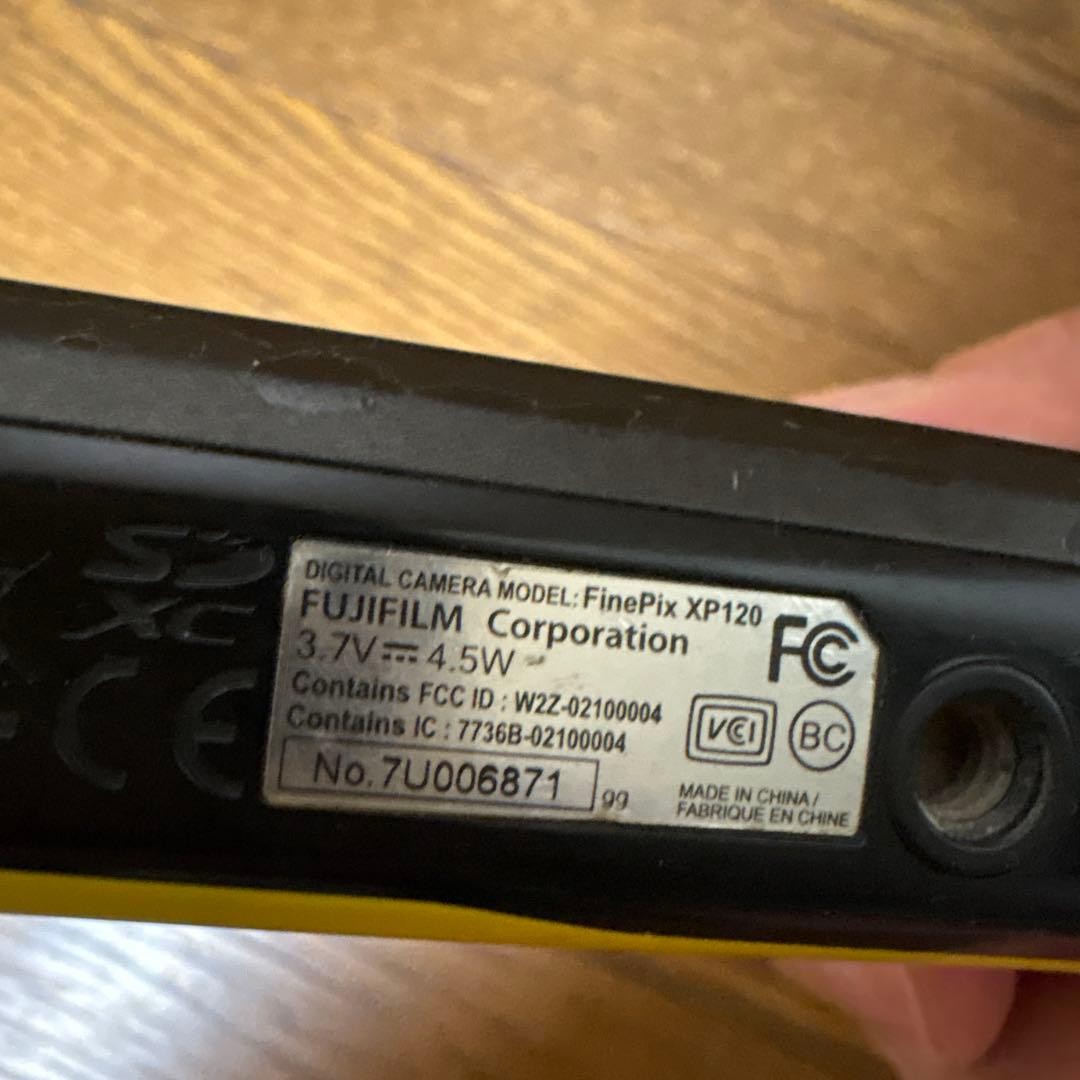 SD
XC
CE
DIGITAL CAMERA MODEL: FinePix XP120
FUJIFILM Corporation
3.7V⎓4.5W
Contains FCC ID : W2Z-02100004
Contains IC : 7736B-02100004
No.7U006871
gg
FC
VCI
BC
MADE IN CHINA /
FABRIQUE EN CHINE